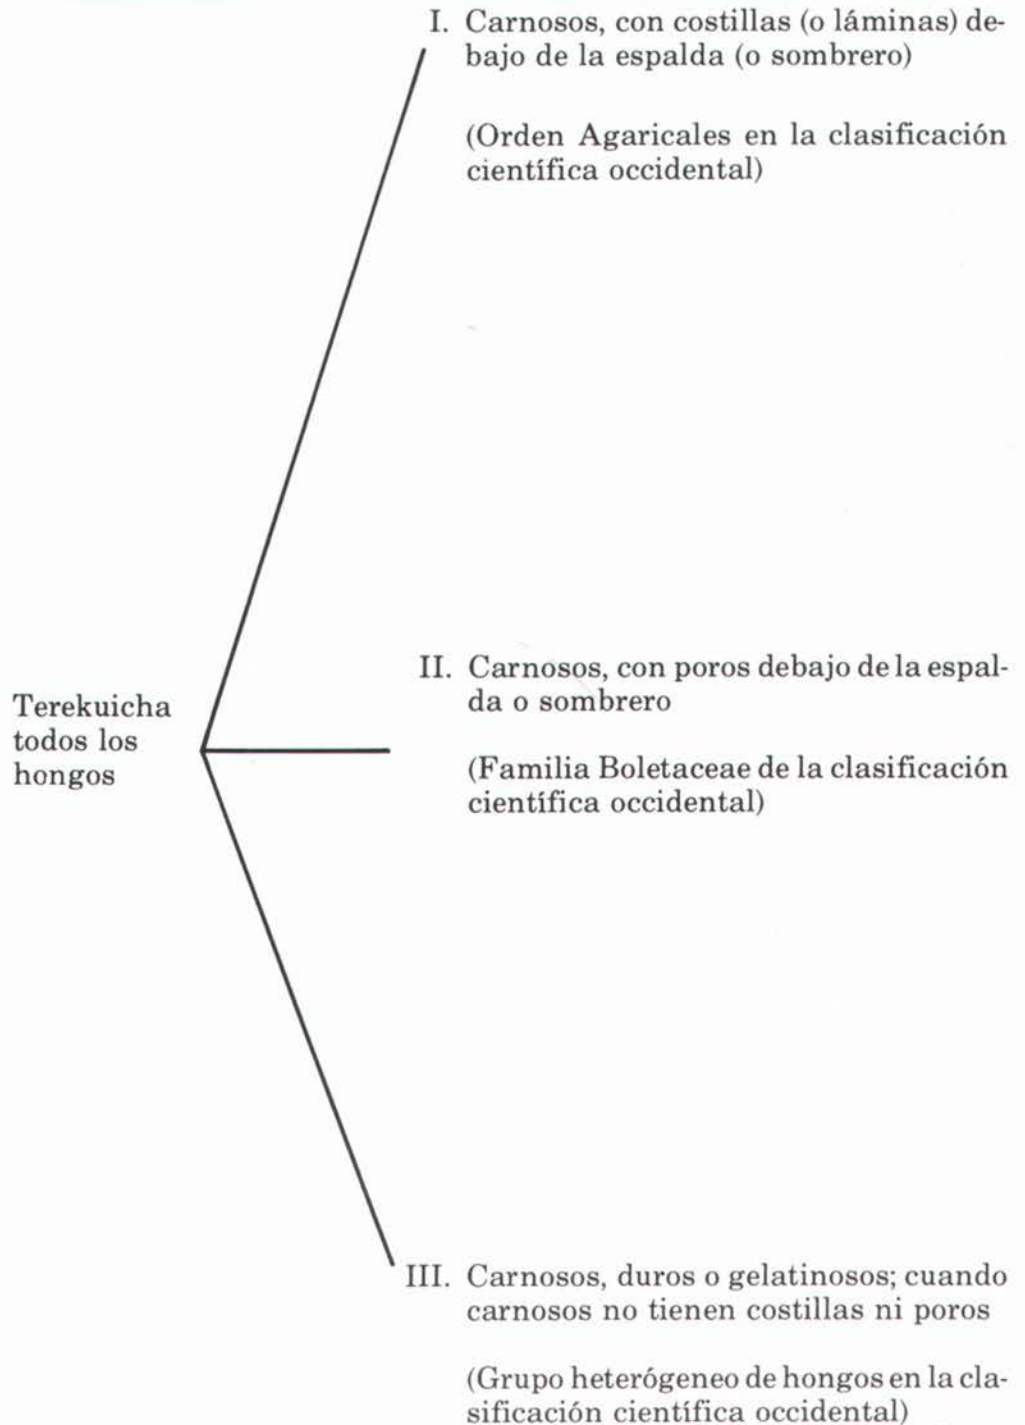 I. Carnosos, con costillas (o láminas) de-
bajo de la espalda (o sombrero)
(Orden Agaricales en la clasificación
científica occidental)
Terekuicha
todos los
hongos
II. Carnosos, con poros debajo de la espal-
da o sombrero
(Familia Boletaceae de la clasificación
científica occidental)
III. Carnosos, duros o gelatinosos; cuando
carnosos no tienen costillas ni poros
(Grupo heterógeneo de hongos en la cla-
sificación científica occidental)